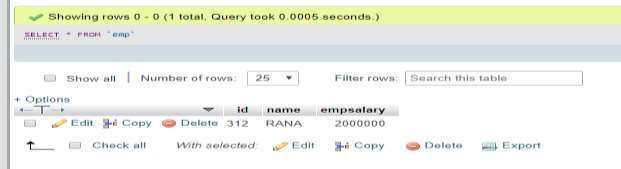 Showing rows 0 - 0 (1 total, Query took 0.0005 seconds.)
SELECT * FROM `emp`
Show all | Number of rows: 25 Filter rows: Search this table
+ Options
id name empsalary
Edit Copy Delete 312 RANA 2000000
Check all With selected: Edit Copy Delete Export